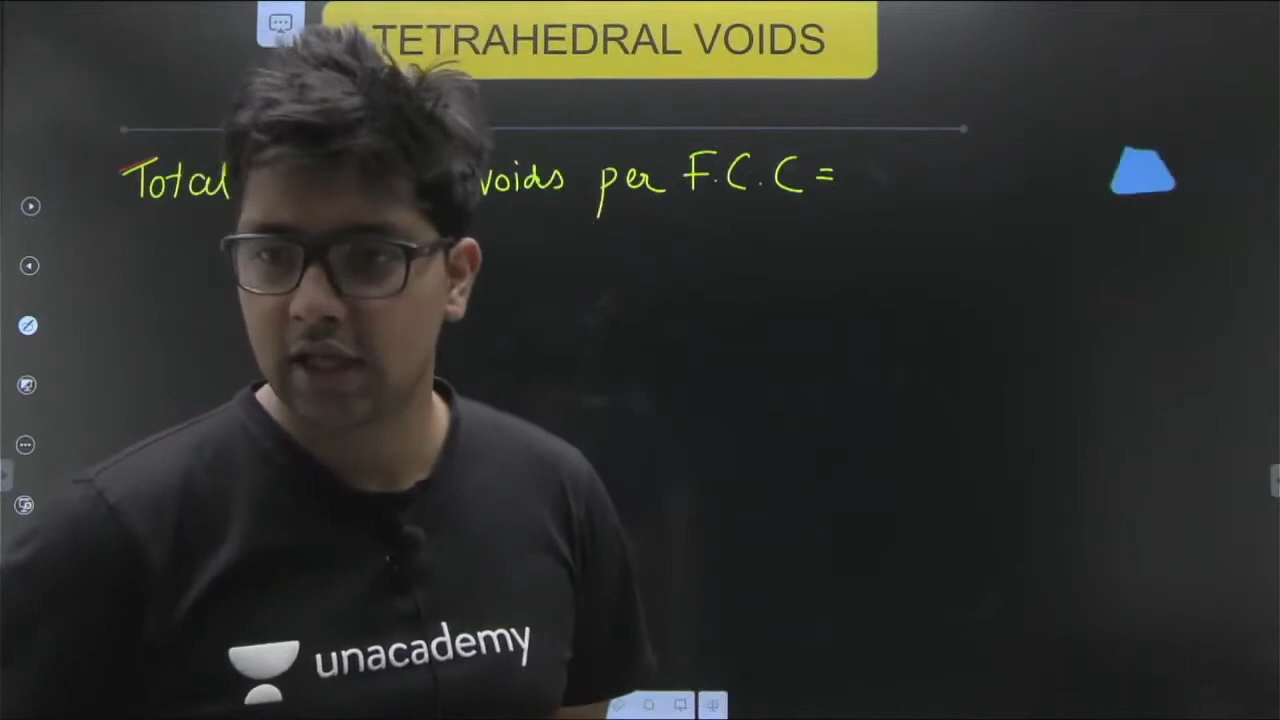 TETRAHEDRAL VOIDS
Total voids per F.C.C =
unacademy